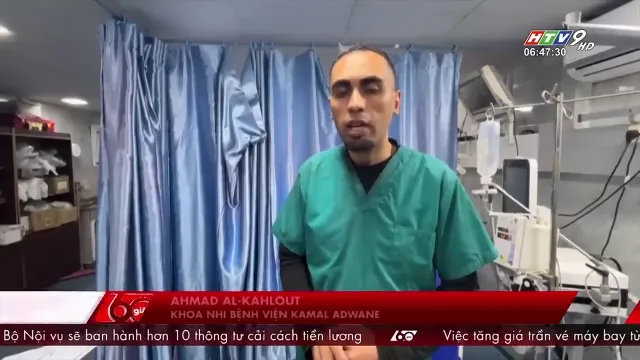 HTV9 HD
06:47:30
60 giây
AHMAD AL-KAHLOUT
KHOA NHI BỆNH VIỆN KAMAL ADWANE
Bộ Nội vụ sẽ ban hành hơn 10 thông tư cải cách tiền lương 60 Việc tăng giá trần vé máy bay từ